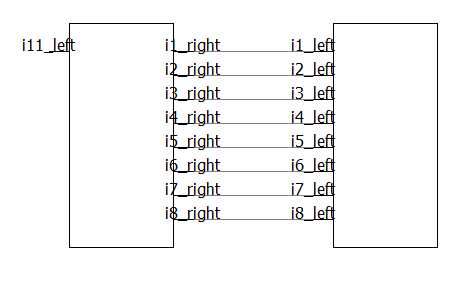 i11_left i1_right i1_left
i2_right i2_left
i3_right i3_left
i4_right i4_left
i5_right i5_left
i6_right i6_left
i7_right i7_left
i8_right i8_left